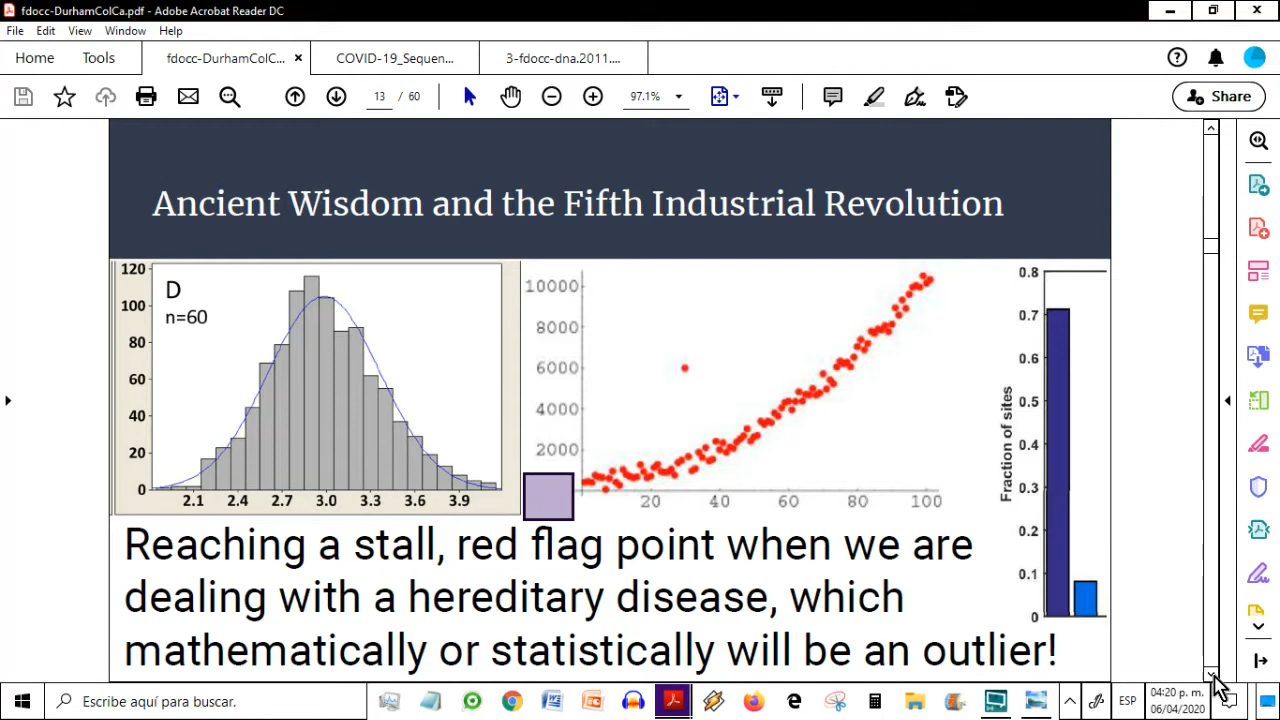 fdocc-DurhamColCa.pdf - Adobe Acrobat Reader DC
File Edit View Window Help
Home Tools fdocc-DurhamColC... COVID-19_Sequen... 3-fdocc-dna.2011....
13 / 60 97.1% Share
Ancient Wisdom and the Fifth Industrial Revolution
D
n=60
120
100
80
60
40
20
0
2.1 2.4 2.7 3.0 3.3 3.6 3.9
10000
8000
6000
4000
2000
20 40 60 80 100
Fraction of sites
0.8
0.7
0.6
0.5
0.4
0.3
0.2
0.1
0
Reaching a stall, red flag point when we are
dealing with a hereditary disease, which
mathematically or statistically will be an outlier!
Escribe aquí para buscar.
ESP
04:20 p. m.
06/04/2020